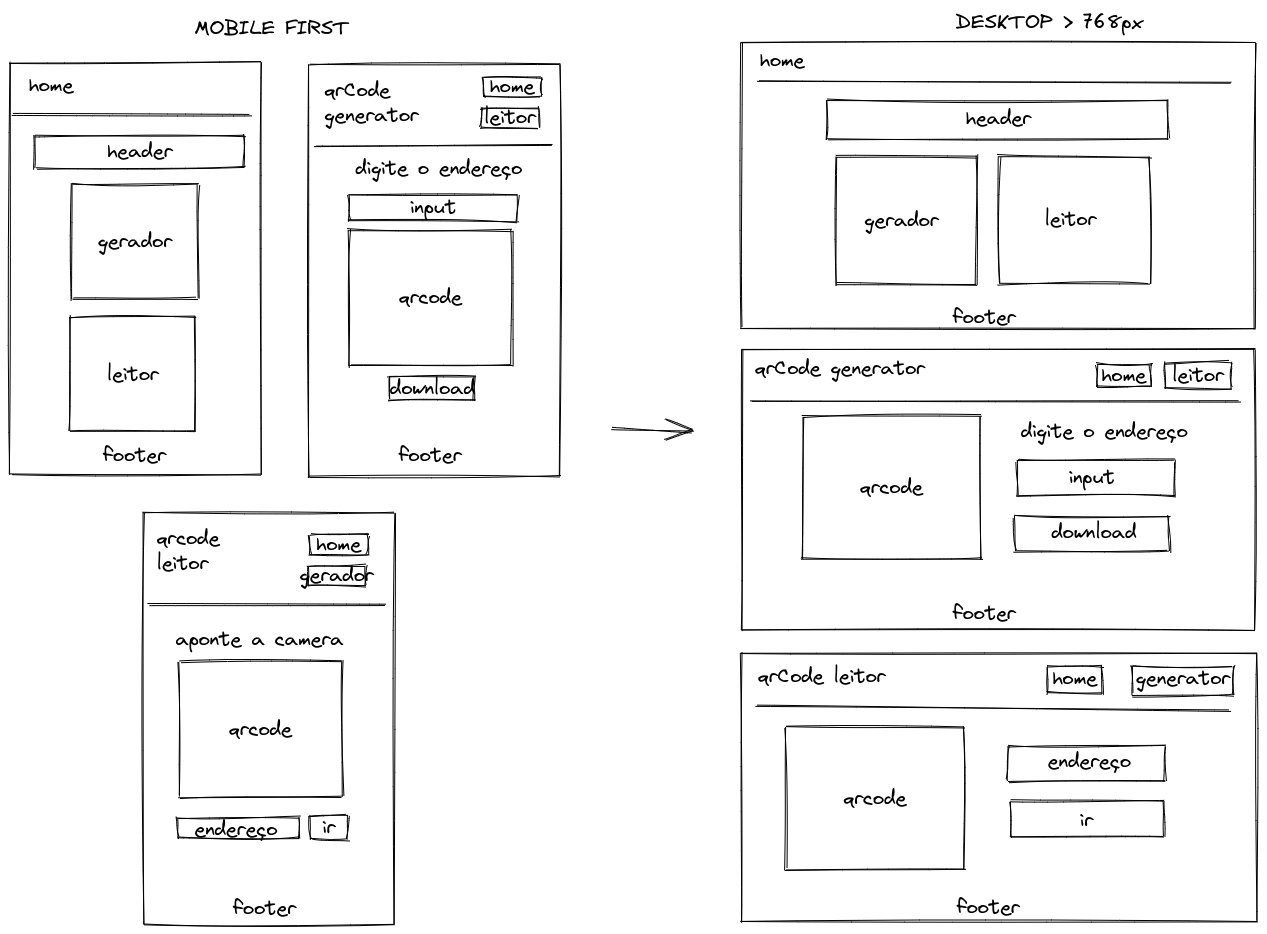 MOBILE FIRST
home
header
gerador
leitor
footer
qrCode
generator
home
leitor
digite o endereço
input
qrcode
download
footer
qrcode
leitor
home
gerador
aponte a camera
qrcode
endereço
ir
footer
DESKTOP > 768px
home
header
gerador
leitor
footer
qrCode generator
home
leitor
digite o endereço
qrcode
input
download
footer
qrCode leitor
home
generator
qrcode
endereço
ir
footer